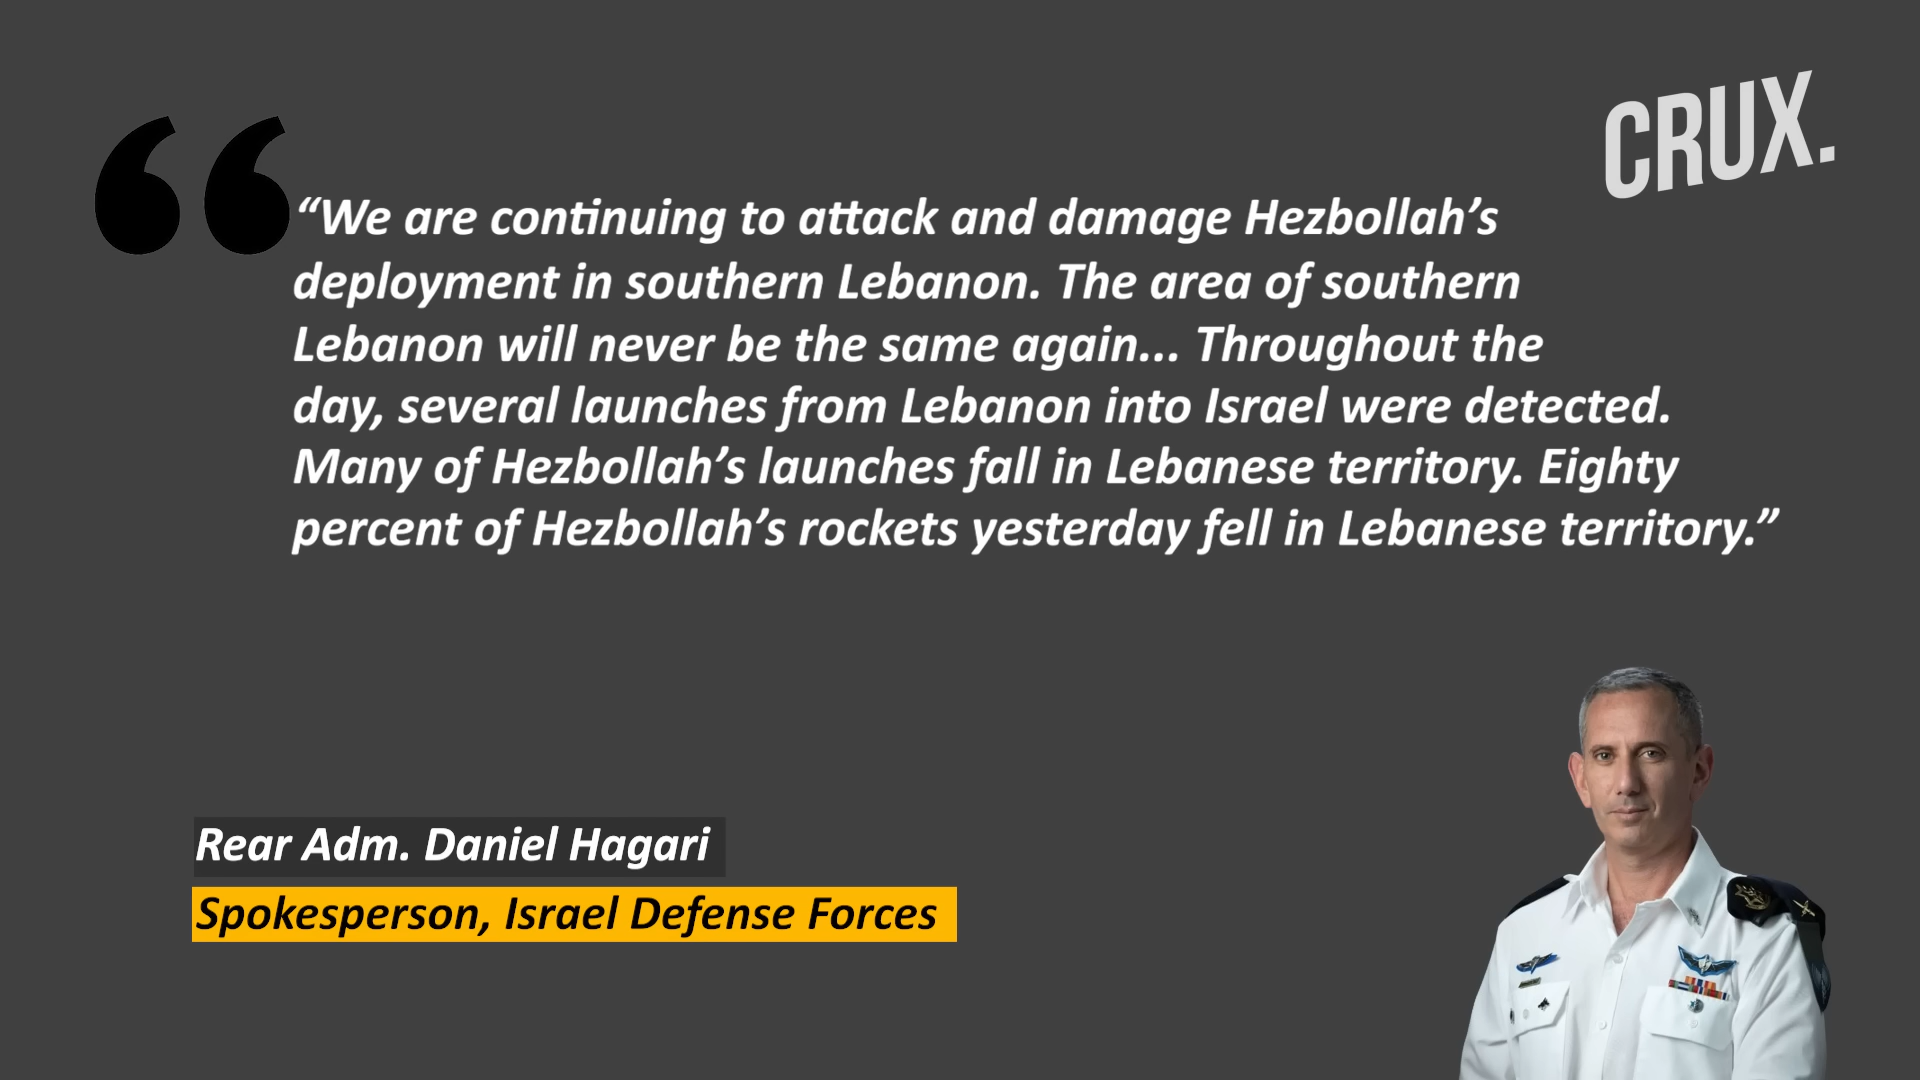 CRUX.
“We are continuing to attack and damage Hezbollah’s
deployment in southern Lebanon. The area of southern
Lebanon will never be the same again... Throughout the
day, several launches from Lebanon into Israel were detected.
Many of Hezbollah’s launches fall in Lebanese territory. Eighty
percent of Hezbollah’s rockets yesterday fell in Lebanese territory.”
Rear Adm. Daniel Hagari
Spokesperson, Israel Defense Forces